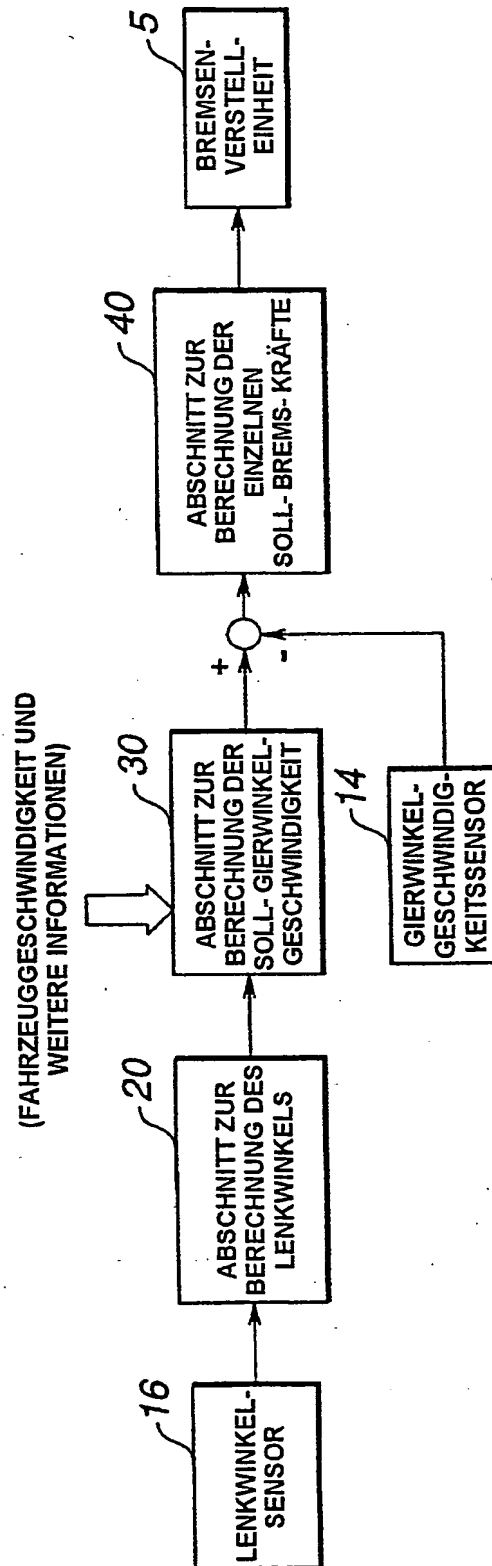 (FAHRZEUGGESCHWINDIGKEIT UND
WEITERE INFORMATIONEN)
16
LENKWINKEL-
SENSOR
20
ABSCHNITT ZUR
BERECHNUNG DES
LENKWINKELS
30
ABSCHNITT ZUR
BERECHNUNG DER
SOLL- GIERWINKEL-
GESCHWINDIGKEIT
+
-
14
GIERWINKEL-
GESCHWINDIG-
KEITSSENSOR
40
ABSCHNITT ZUR
BERECHNUNG DER
EINZELNEN
SOLL- BREMS- KRÄFTE
5
BREMSEN-
VERSTELL-
EINHEIT